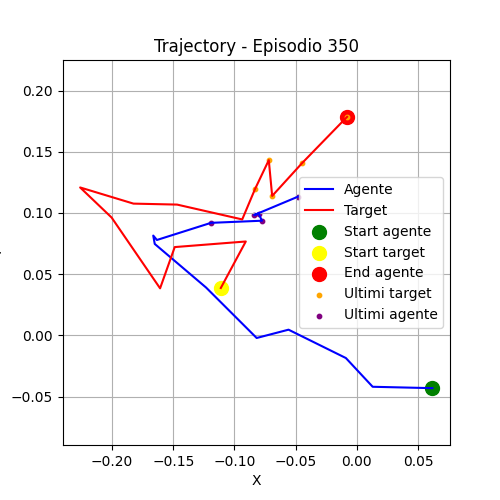 Trajectory - Episodio 350
0.20
0.15
0.10
0.05
0.00
−0.05
−0.20
−0.15
−0.10
−0.05
0.00
0.05
X
Agente
Target
Start agente
Start target
End agente
Ultimi target
Ultimi agente